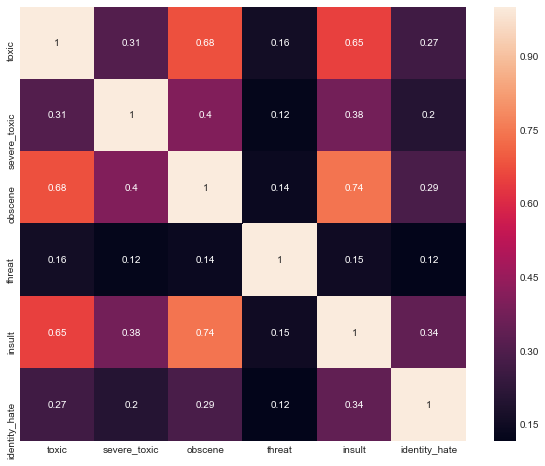 toxic 1 0.31 0.68 0.16 0.65 0.27
severe_toxic 0.31 1 0.4 0.12 0.38 0.2
obscene 0.68 0.4 1 0.14 0.74 0.29
threat 0.16 0.12 0.14 1 0.15 0.12
insult 0.65 0.38 0.74 0.15 1 0.34
identity_hate 0.27 0.2 0.29 0.12 0.34 1
toxic severe_toxic obscene threat insult identity_hate
0.90
0.75
0.60
0.45
0.30
0.15